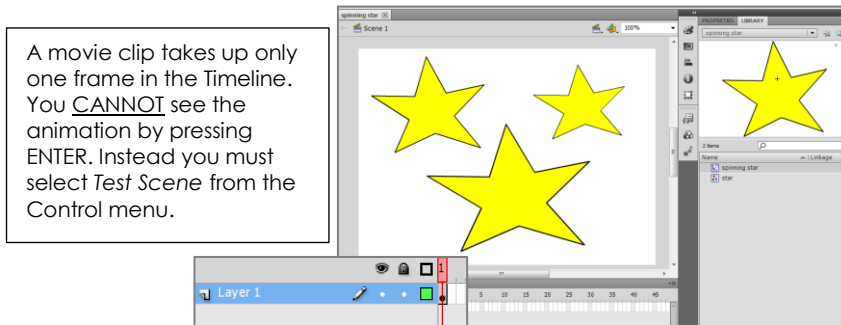 A movie clip takes up only
one frame in the Timeline.
You CANNOT see the
animation by pressing
ENTER. Instead you must
select Test Scene from the
Control menu.
spinning star
Scene 1
100%
PROPERTIES LIBRARY
spinning star
2 items
Name Linkage
spinning star
star
1
Layer 1
5 10 15 20 25 30 35 40 45